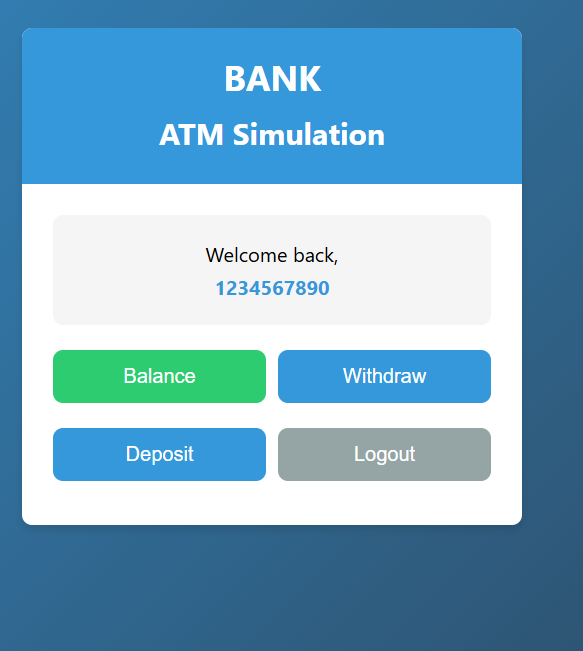 BANK
ATM Simulation
Welcome back,
1234567890
Balance
Withdraw
Deposit
Logout